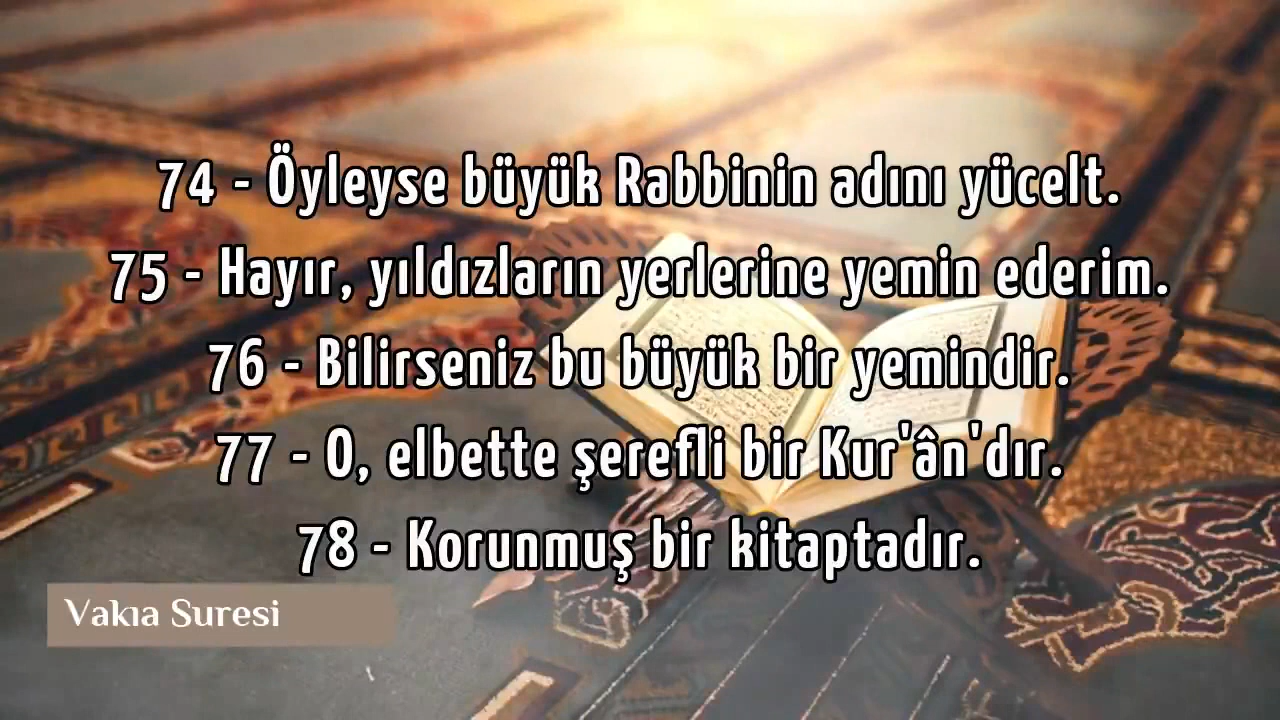 74 - Öyleyse büyük Rabbinin adını yücelt.
75 - Hayır, yıldızların yerlerine yemin ederim.
76 - Bilirseniz bu büyük bir yemindir.
77 - O, elbette şerefli bir Kur'ân'dır.
78 - Korunmuş bir kitaptadır.
Vakıa Suresi